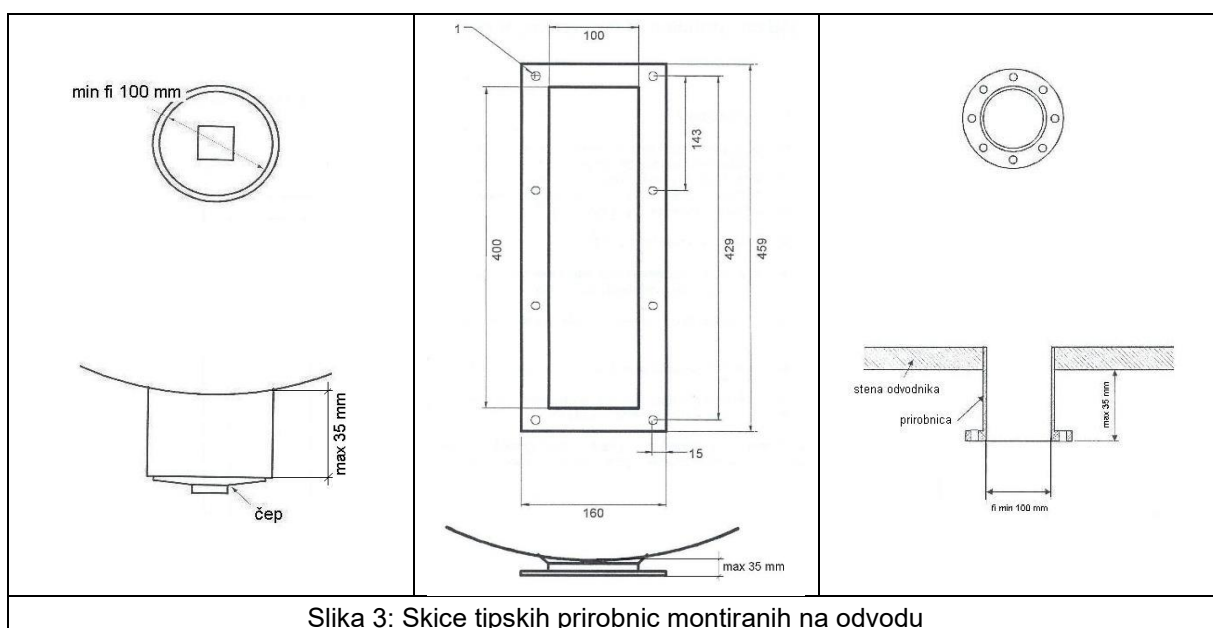 min fi 100 mm
max 35 mm
čep
1
100
400
143
429
459
15
160
max 35 mm
stena odvodnika
prirobnica
max 35 mm
fi min 100 mm
Slika 3: Skice tipskih prirobnic montiranih na odvodu